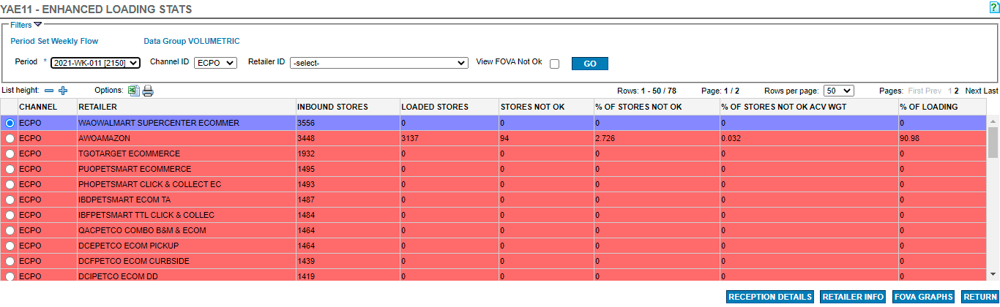 YAE11 - ENHANCED LOADING STATS
?
Filters
Period Set Weekly Flow Data Group VOLUMETRIC
Period * 2021-WK-011 [2150] Channel ID ECPO Retailer ID -select- View FOVA Not Ok GO
List height: Options: Rows: 1 - 50 / 78 Page: 1 / 2 Rows per page: 50 Pages: First Prev 1 2 Next Last
CHANNEL RETAILER INBOUND STORES LOADED STORES STORES NOT OK % OF STORES NOT OK % OF STORES NOT OK ACV WGT % OF LOADING
ECPO WAOWALMART SUPERCENTER ECOMMER 3556 0 0 0 0 0
ECPO AWOAMAZON 3448 3137 94 2.726 0.032 90.98
ECPO TGOTARGET ECOMMERCE 1932 0 0 0 0 0
ECPO PUOPETSMART ECOMMERCE 1495 0 0 0 0 0
ECPO PHOPETSMART CLICK & COLLECT EC 1493 0 0 0 0 0
ECPO IBDPETSMART ECOM TA 1487 0 0 0 0 0
ECPO IBFPETSMART TTL CLICK & COLLEC 1484 0 0 0 0 0
ECPO QACPETCO COMBO B&M & ECOM 1464 0 0 0 0 0
ECPO DCEPETCO ECOM PICKUP 1464 0 0 0 0 0
ECPO DCFPETCO ECOM CURBSIDE 1439 0 0 0 0 0
ECPO DCIPETCO ECOM DD 1419 0 0 0 0 0
RECEPTION DETAILS RETAILER INFO FOVA GRAPHS RETURN